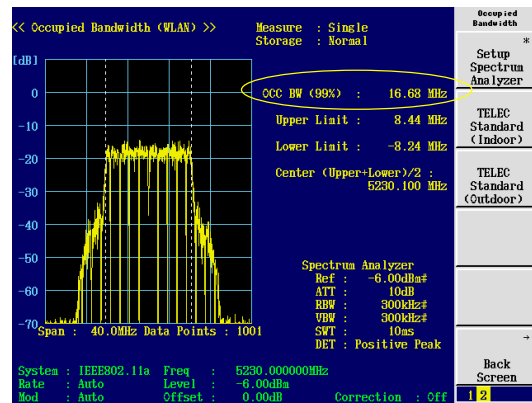 << Occupied Bandwidth (WLAN) >>
Measure : Single
Storage : Normal
[dB]
0
-10
-20
-30
-40
-50
-60
-70
OCC BW (99%) : 16.68 MHz
Upper Limit : 8.44 MHz
Lower Limit : -8.24 MHz
Center (Upper+Lower)/2 :
5230.100 MHz
Spectrum Analyzer
Ref : -6.00dBm#
ATT : 10dB
RBW : 300kHz#
VBW : 300kHz#
SWT : 10ms
DET : Positive Peak
Span : 40.0MHz Data Points : 1001
System : IEEE802.11a Freq : 5230.000000MHz
Rate : Auto Level : -6.00dBm
Mod : Auto Offset : 0.00dB Correction : Off
Occupied
Bandwidth
*
Setup
Spectrum
Analyzer
TELEC
Standard
(Indoor)
TELEC
Standard
(Outdoor)
→
Back
Screen
1 2